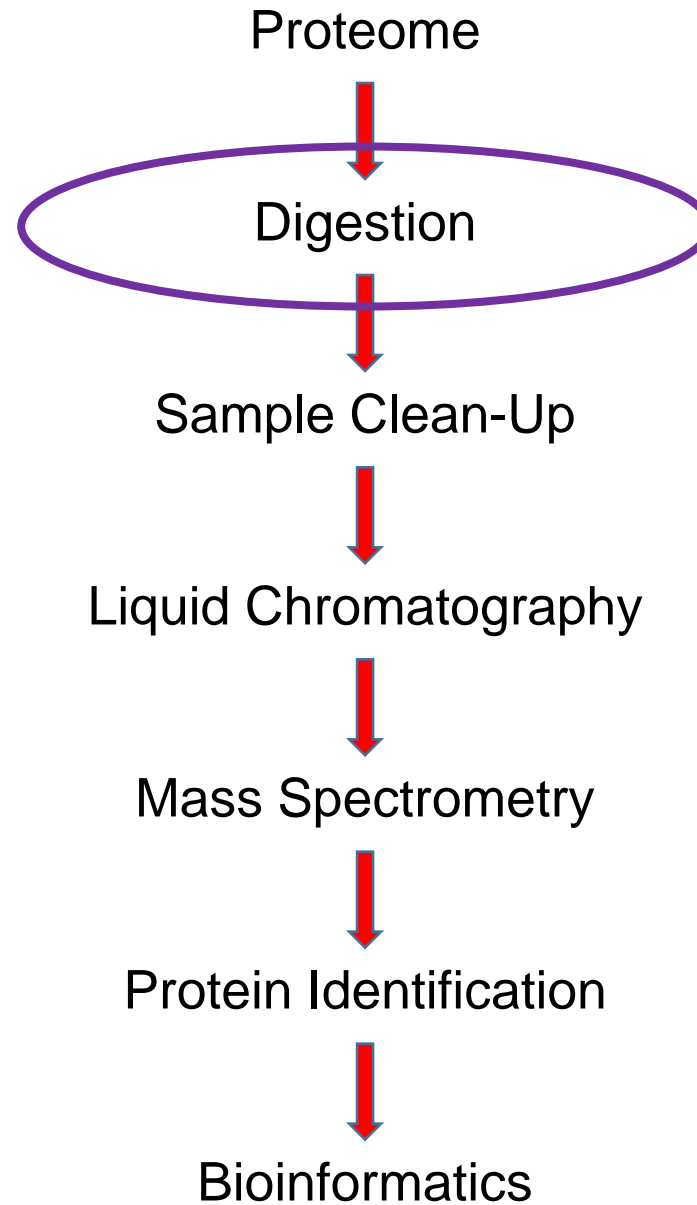 Proteome
Digestion
Sample Clean-Up
Liquid Chromatography
Mass Spectrometry
Protein Identification
Bioinformatics